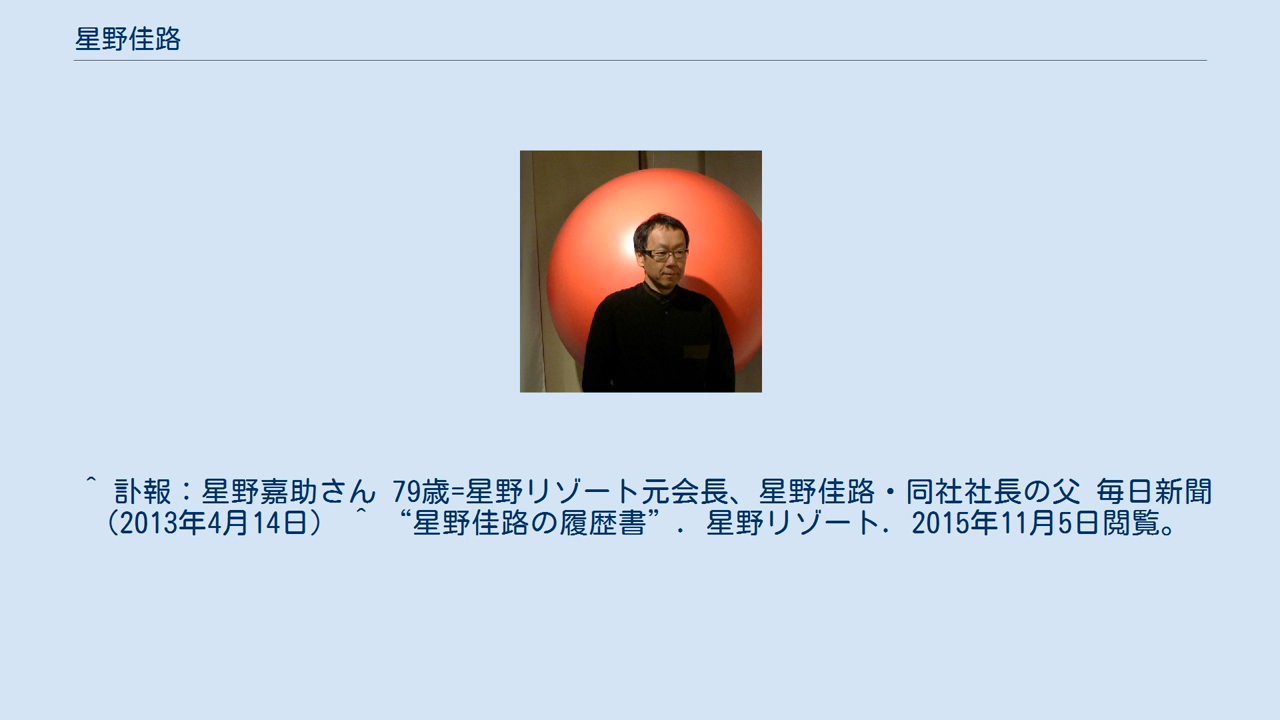 星野佳路
^ 訃報：星野嘉助さん 79歳=星野リゾート元会長、星野佳路・同社社長の父 毎日新聞
（2013年4月14日） ^ “星野佳路の履歴書”. 星野リゾート. 2015年11月5日閲覧。